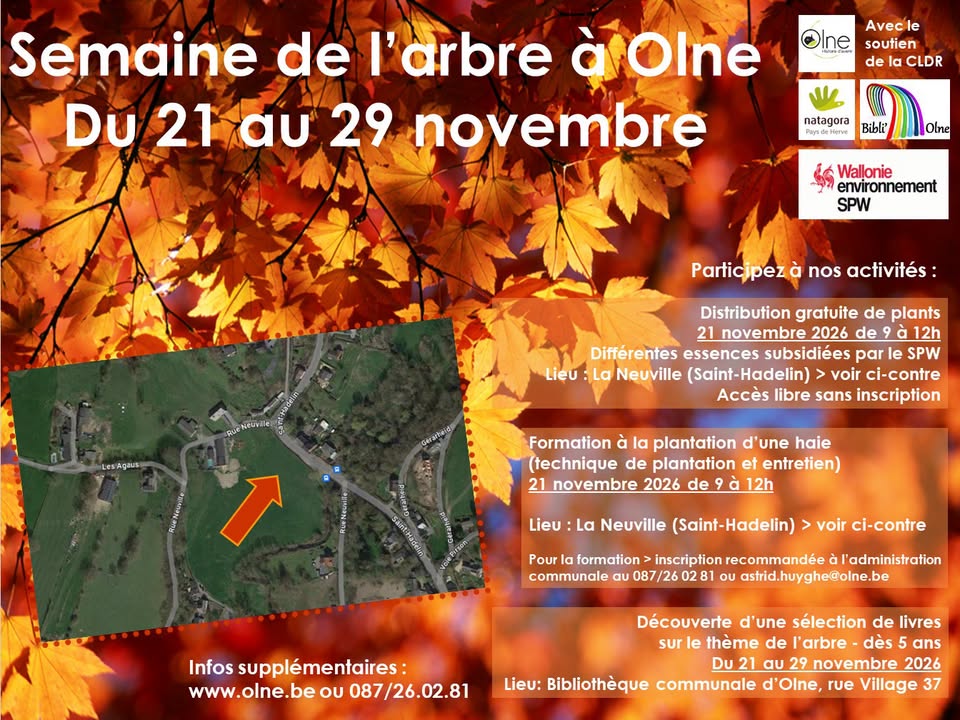 Semaine de l'arbre à Olne
Du 21 au 29 novembre
Olne
Avec le
soutien
de la CLDR
natagora
Pays de Herve
Bibli' Olne
Wallonie
environnement
SPW
Participez à nos activités :
Distribution gratuite de plants
21 novembre 2026 de 9 à 12h
Différentes essences subsidiées par le SPW
Lieu : La Neuville (Saint-Hadelin) > voir ci-contre
Accès libre sans inscription
Formation à la plantation d'une haie
(technique de plantation et entretien)
21 novembre 2026 de 9 à 12h
Lieu : La Neuville (Saint-Hadelin) > voir ci-contre
Pour la formation > inscription recommandée à l'administration
communale au 087/26 02 81 ou astrid.huyghe@olne.be
Découverte d'une sélection de livres
sur le thème de l'arbre - dès 5 ans
Du 21 au 29 novembre 2026
Lieu: Bibliothèque communale d'Olne, rue Village 37
Les Agaus
Rue Neuville
Saint-Hadelin
Rue Neuville
Rue Neuville
Saint-Hadelin
Gerarheid
Gerarheid
Gerarheid
Voie Pirson
Infos supplémentaires :
www.olne.be ou 087/26.02.81